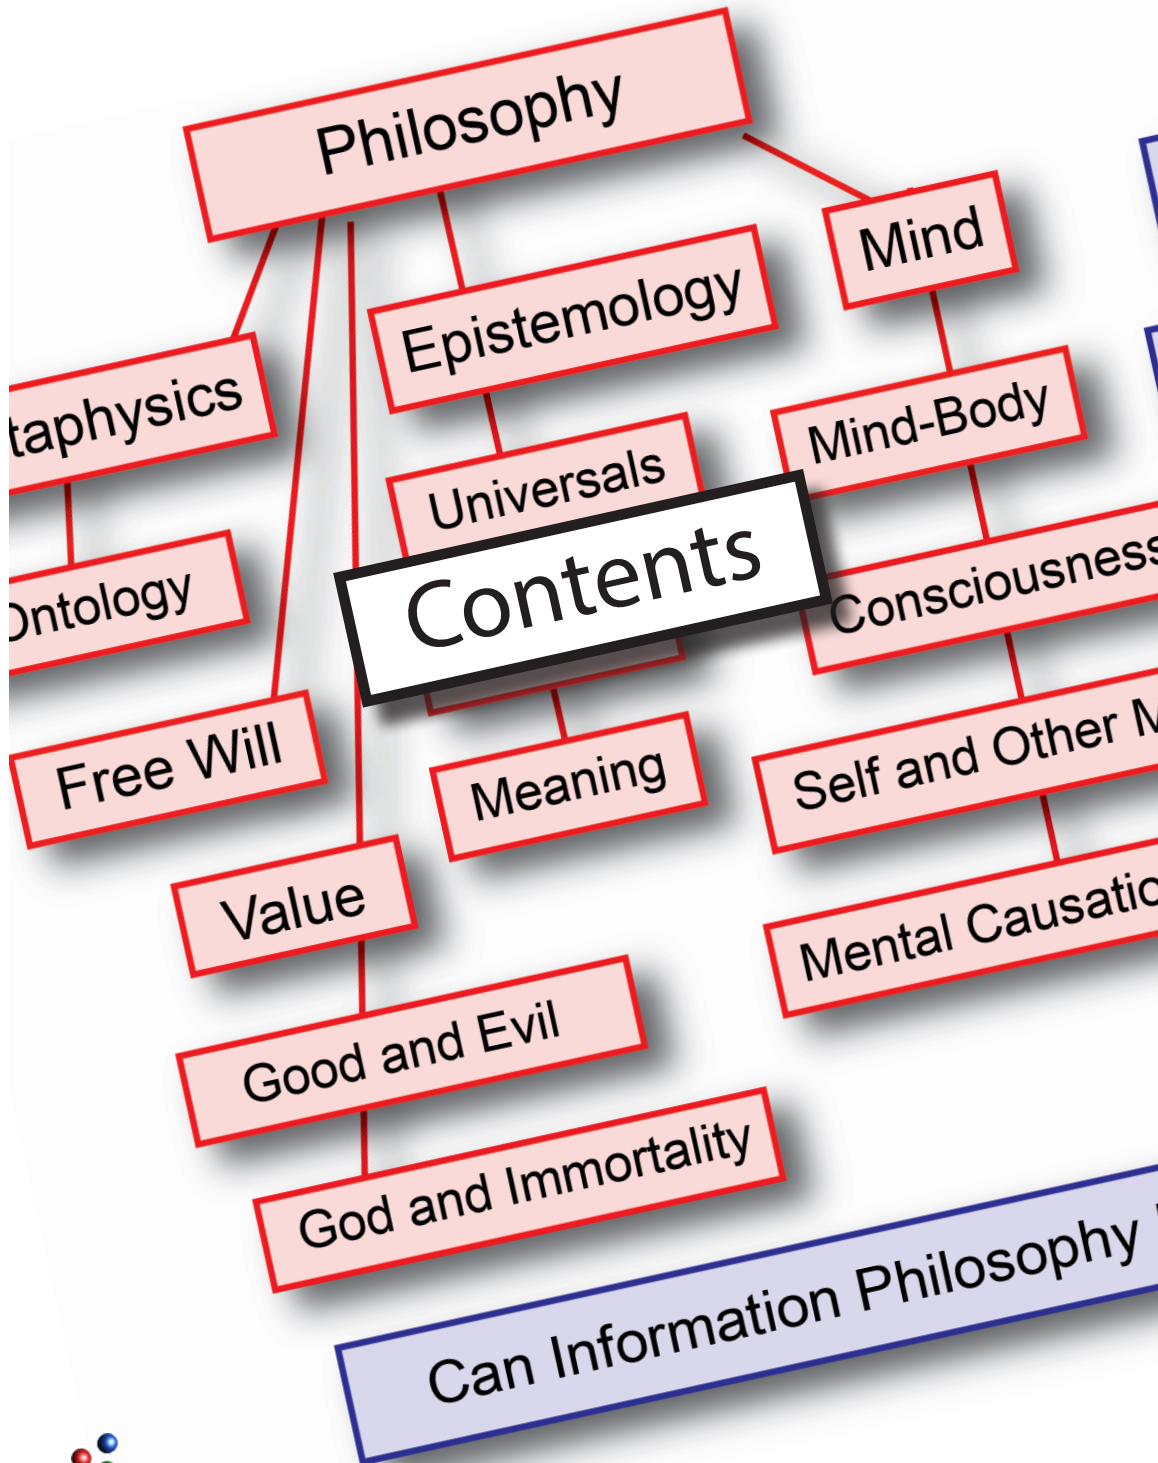 Philosophy
Mind
Epistemology
taphysics
Mind-Body
Universals
Contents
Consciousness
Ontology
Self and Other M
Free Will
Meaning
Value
Mental Causatio
Good and Evil
God and Immortality
Can Information Philosophy